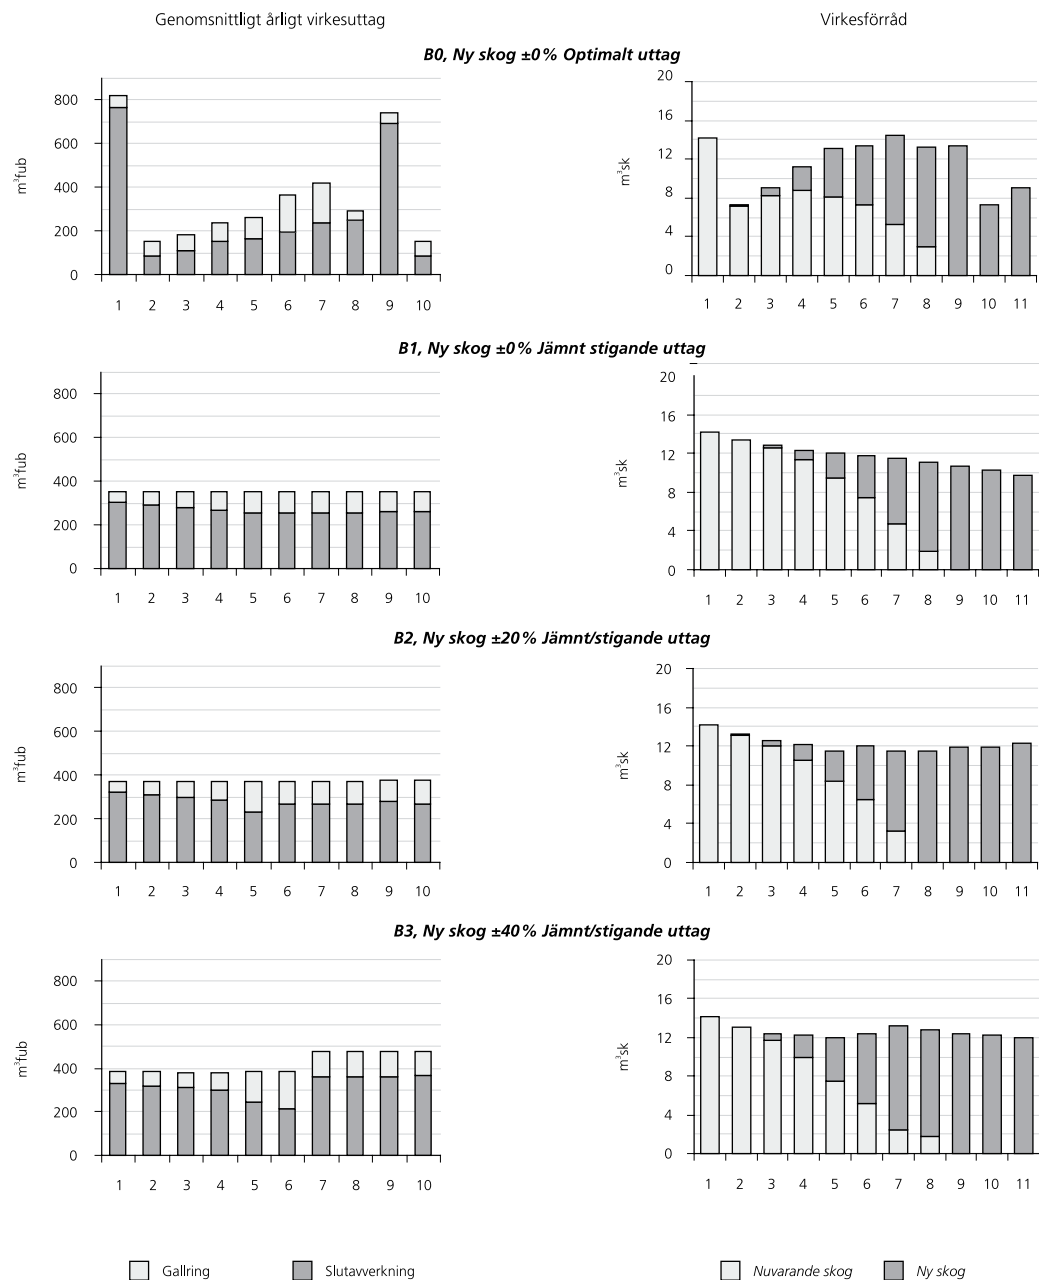 Genomsnittligt årligt virkesuttag
Virkesförråd
B0, Ny skog ±0% Optimalt uttag
m³fub
800
600
400
200
0
1 2 3 4 5 6 7 8 9 10
m³sk
20
16
12
8
4
0
1 2 3 4 5 6 7 8 9 10 11
B1, Ny skog ±0% Jämnt stigande uttag
m³fub
800
600
400
200
0
1 2 3 4 5 6 7 8 9 10
m³sk
20
16
12
8
4
0
1 2 3 4 5 6 7 8 9 10 11
B2, Ny skog ±20% Jämnt/stigande uttag
m³fub
800
600
400
200
0
1 2 3 4 5 6 7 8 9 10
m³sk
20
16
12
8
4
0
1 2 3 4 5 6 7 8 9 10 11
B3, Ny skog ±40% Jämnt/stigande uttag
m³fub
800
600
400
200
0
1 2 3 4 5 6 7 8 9 10
m³sk
20
16
12
8
4
0
1 2 3 4 5 6 7 8 9 10 11
Gallring Slutavverkning
Nuvarande skog Ny skog